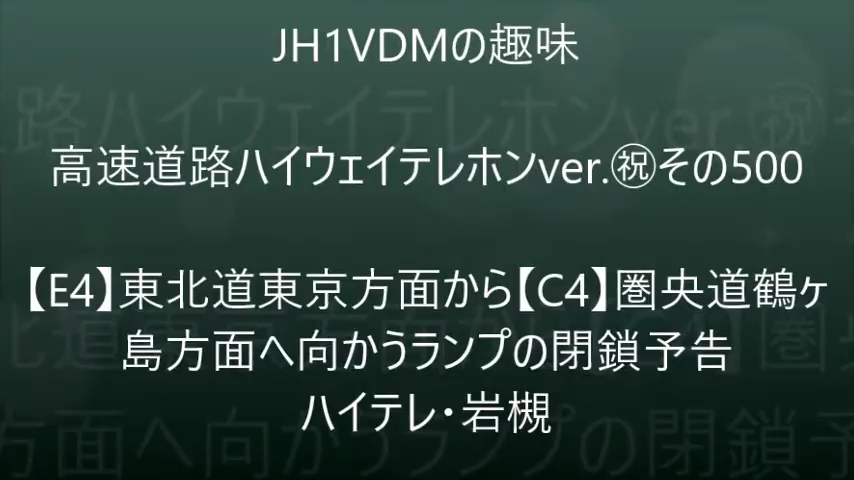 JH1VDMの趣味
高速道路ハイウェイテレホンver.㊗その500
【E4】東北道東京方面から【C4】圏央道鶴ヶ
島方面へ向かうランプの閉鎖予告
ハイテレ・岩槻